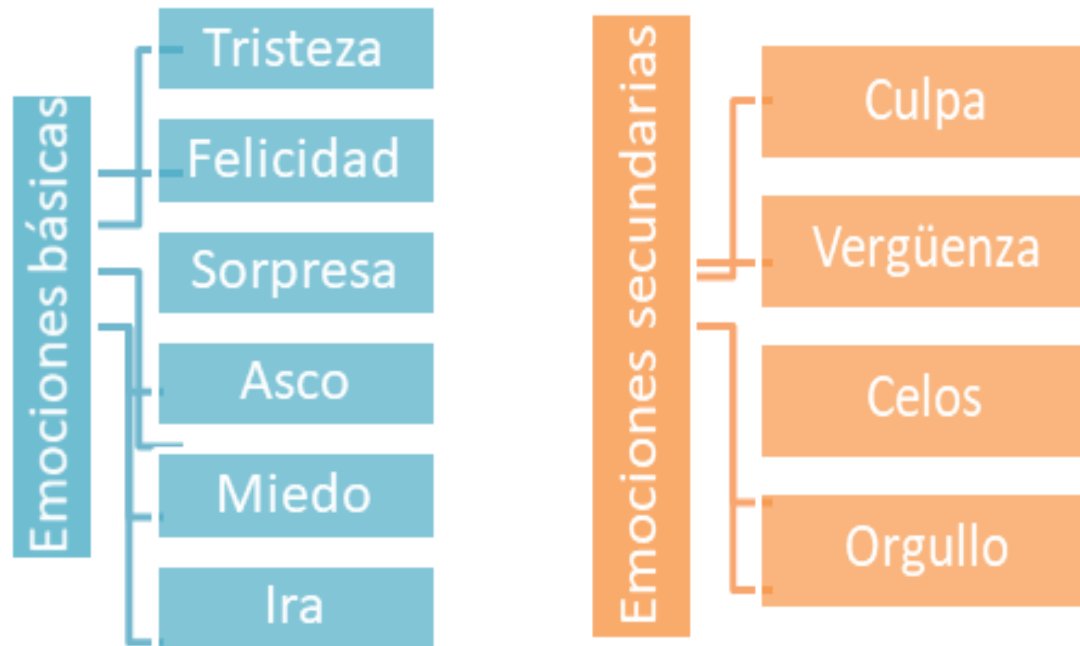 Emociones básicas
Tristeza
Felicidad
Sorpresa
Asco
Miedo
Ira
Emociones secundarias
Culpa
Vergüenza
Celos
Orgullo